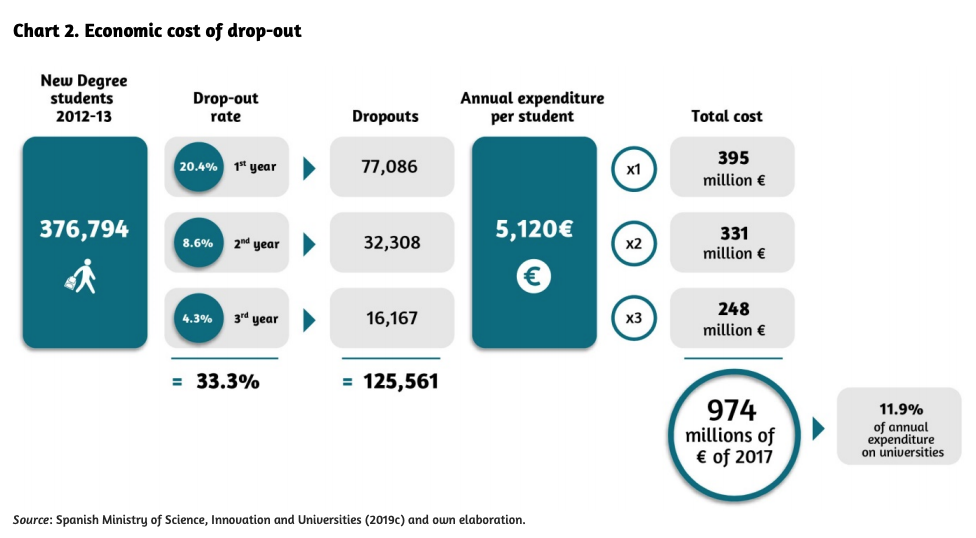 Chart 2. Economic cost of drop-out
New Degree
students
2012-13
Drop-out
rate
Dropouts
Annual expenditure
per student
Total cost
376,794
20.4%
1st year
77,086
5,120€
€
x1
395
million €
8.6%
2nd year
32,308
x2
331
million €
4.3%
3rd year
16,167
x3
248
million €
= 33.3%
= 125,561
974
millions of
€ of 2017
11.9%
of annual
expenditure
on universities
Source: Spanish Ministry of Science, Innovation and Universities (2019c) and own elaboration.